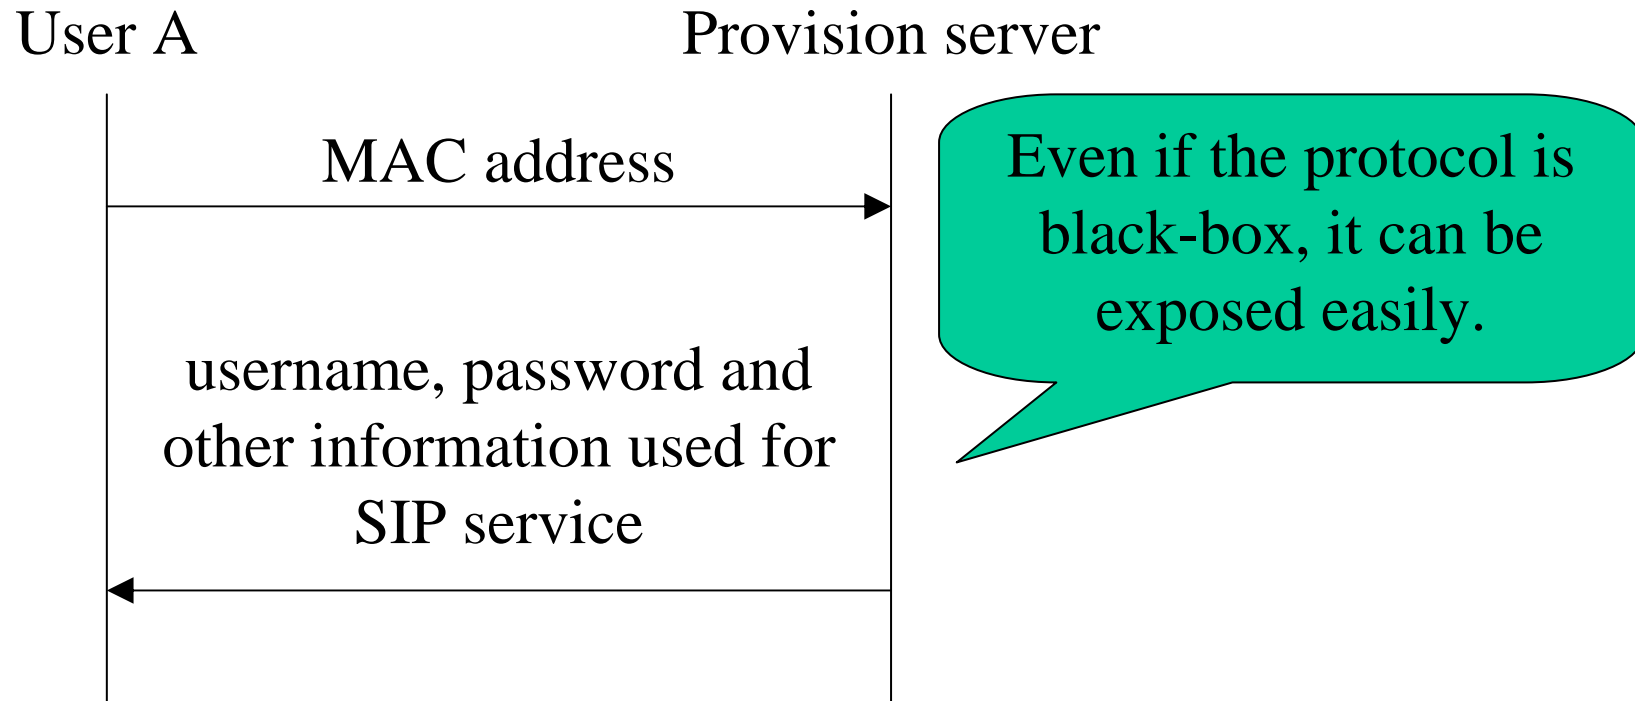 User A
Provision server
MAC address
Even if the protocol is
black-box, it can be
exposed easily.
username, password and
other information used for
SIP service